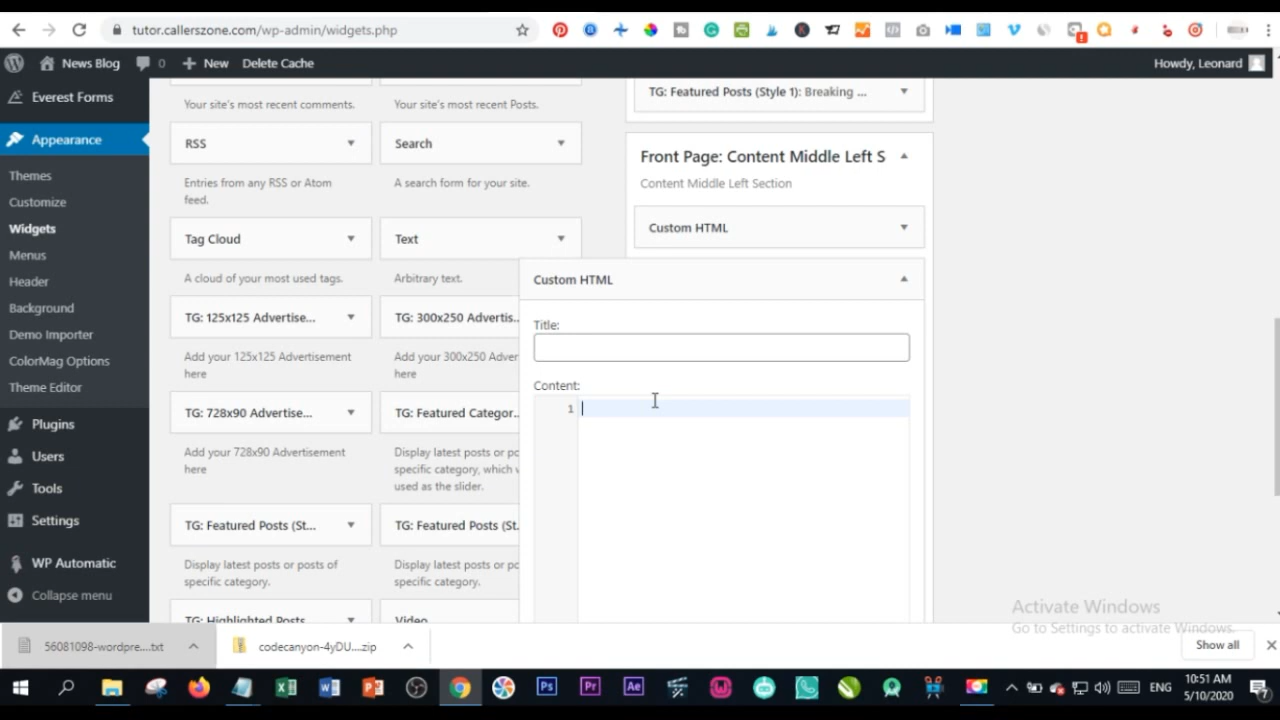 tutor.callerszone.com/wp-admin/widgets.php
News Blog
0
New
Delete Cache
Howdy, Leonard
Everest Forms
Appearance
Themes
Customize
Widgets
Menus
Header
Background
Demo Importer
ColorMag Options
Theme Editor
Plugins
Users
Tools
Settings
WP Automatic
Collapse menu
Your site's most recent comments.
Your site's most recent Posts.
RSS
Search
Entries from any RSS or Atom
feed.
A search form for your site.
Tag Cloud
Text
A cloud of your most used tags.
Arbitrary text.
TG: 125x125 Advertise...
TG: 300x250 Advertis...
Add your 125x125 Advertisement
here
Add your 300x250 Adver
here
TG: 728x90 Advertise...
TG: Featured Categor...
Add your 728x90 Advertisement
here
Display latest posts or po
specific category, which
used as the slider.
TG: Featured Posts (St...
TG: Featured Posts (St.
Display latest posts or posts of
specific category.
Display latest posts or po
specific category.
TG: Highlighted Posts
Video
TG: Featured Posts (Style 1): Breaking ...
Front Page: Content Middle Left S
Content Middle Left Section
Custom HTML
Custom HTML
Title:
Content:
1
Activate Windows
Go to Settings to activate Windows.
56081098-wordpre....txt
codecanyon-4yDU....zip
Show all
ENG
10:51 AM
5/10/2020